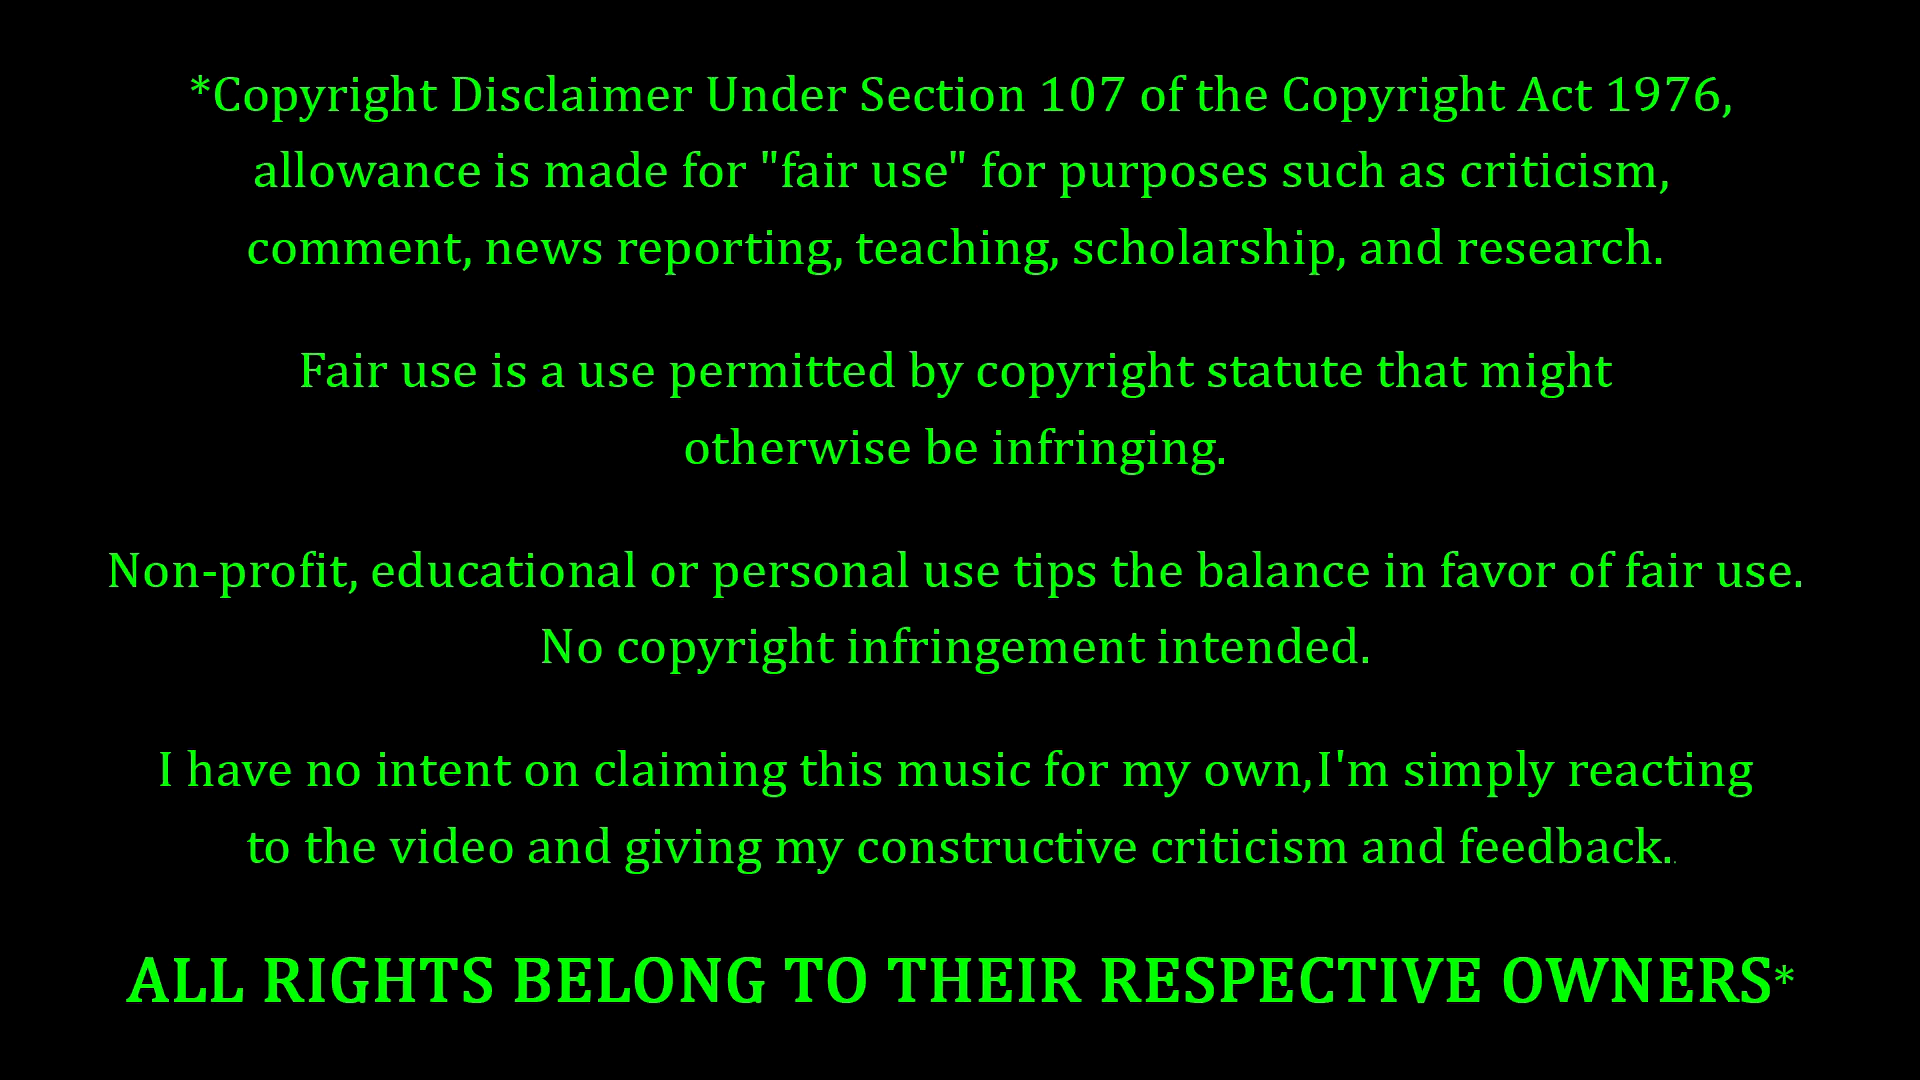 *Copyright Disclaimer Under Section 107 of the Copyright Act 1976,
allowance is made for "fair use" for purposes such as criticism,
comment, news reporting, teaching, scholarship, and research.
Fair use is a use permitted by copyright statute that might
otherwise be infringing.
Non-profit, educational or personal use tips the balance in favor of fair use.
No copyright infringement intended.
I have no intent on claiming this music for my own,I'm simply reacting
to the video and giving my constructive criticism and feedback..
ALL RIGHTS BELONG TO THEIR RESPECTIVE OWNERS*